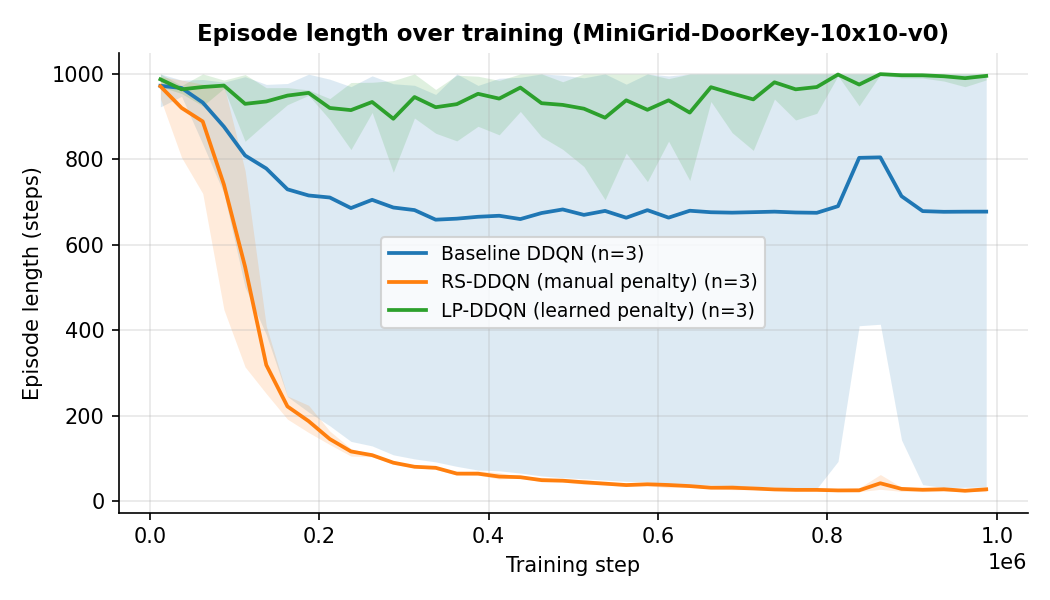 Episode length over training (MiniGrid-DoorKey-10x10-v0)
Episode length (steps)
1000
800
600
400
200
0
Baseline DDQN (n=3)
RS-DDQN (manual penalty) (n=3)
LP-DDQN (learned penalty) (n=3)
0.0 0.2 0.4 0.6 0.8 1.0
1e6
Training step